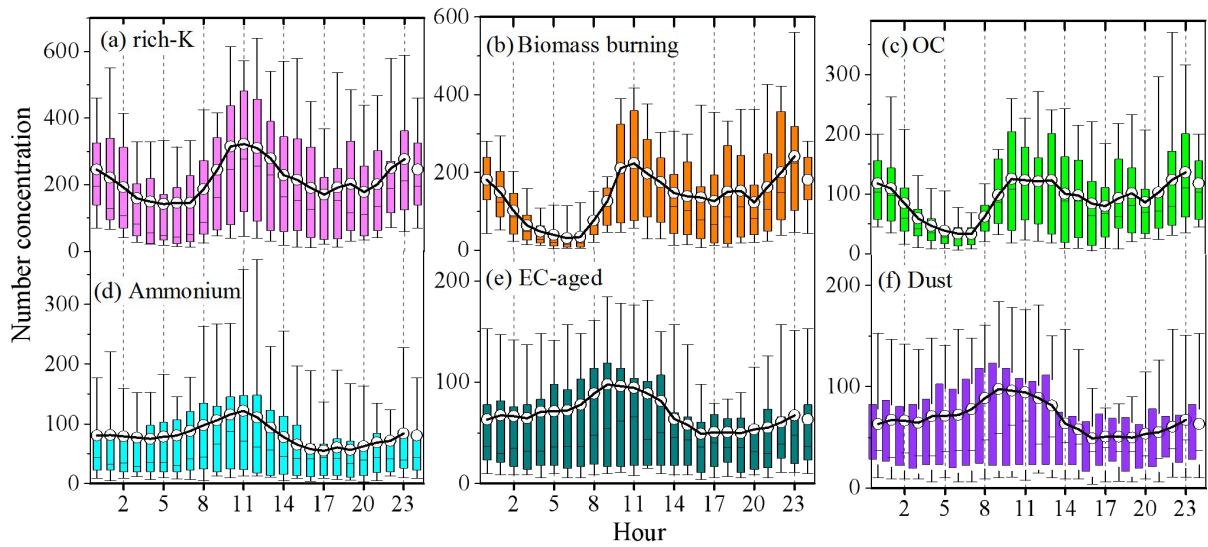 (a) rich-K
(b) Biomass burning
(c) OC
600
400
200
0
600
400
200
0
300
200
100
0
(d) Ammonium
(e) EC-aged
(f) Dust
300
200
100
0
200
100
0
200
100
0
2 5 8 11 14 17 20 23
2 5 8 11 14 17 20 23
2 5 8 11 14 17 20 23
Number concentration
Hour